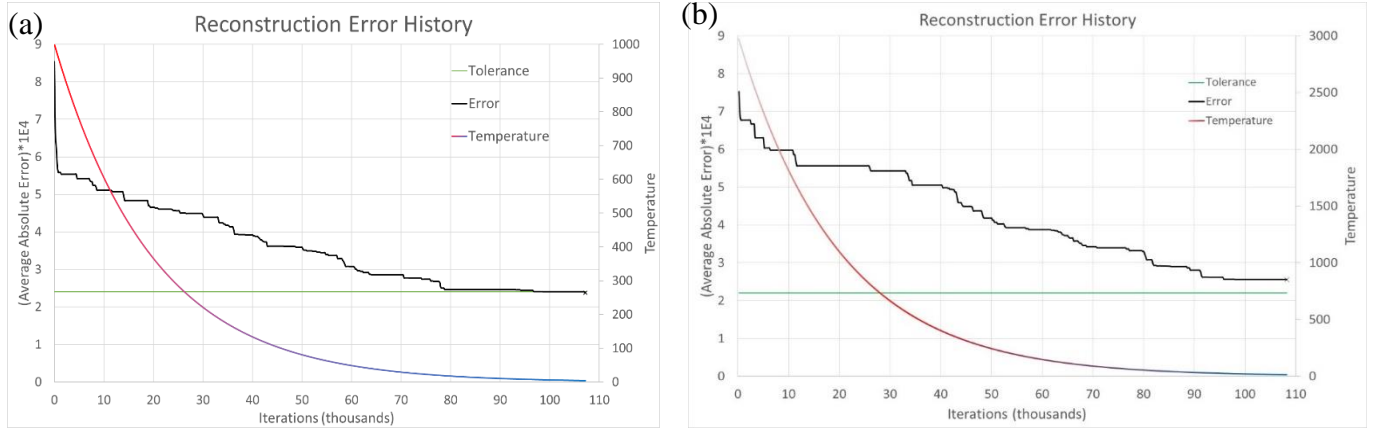 (a)
Reconstruction Error History
(Average Absolute Error)*1E4
9
8
7
6
5
4
3
2
1
0
Tolerance
Error
Temperature
1000
900
800
700
600
500
400
300
200
100
0
Temperature
0 10 20 30 40 50 60 70 80 90 100 110
Iterations (thousands)
(b)
Reconstruction Error History
(Average Absolute Error)*1E4
9
8
7
6
5
4
3
2
1
0
Tolerance
Error
Temperature
3000
2500
2000
1500
1000
500
0
Temperature
0 10 20 30 40 50 60 70 80 90 100 110
Iterations (thousands)